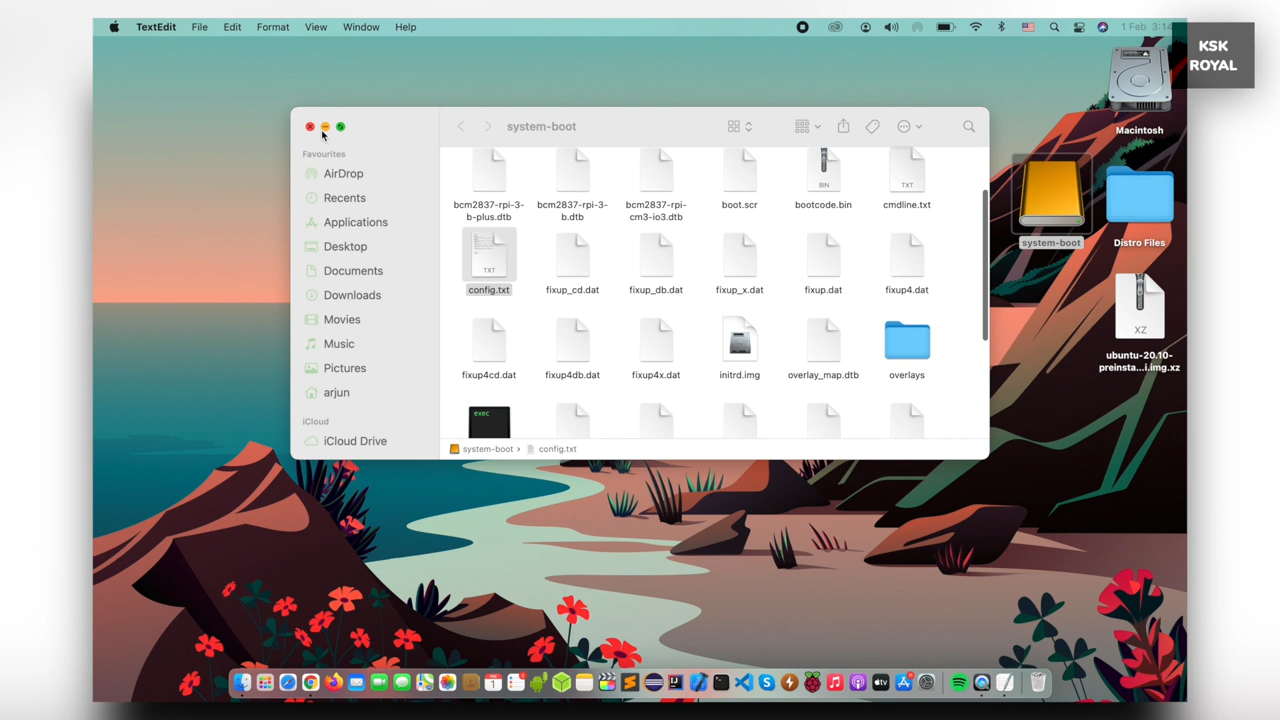 TextEdit File Edit Format View Window Help
1 Feb 3:14
KSK
ROYAL
system-boot
Favourites
AirDrop
Recents
Applications
Desktop
Documents
Downloads
Movies
Music
Pictures
arjun
iCloud
iCloud Drive
BIN
TXT
bcm2837-rpi-3-
b-plus.dtb
bcm2837-rpi-3-
b.dtb
bcm2837-rpi-
cm3-io3.dtb
boot.scr
bootcode.bin
cmdline.txt
TXT
config.txt
fixup_cd.dat
fixup_db.dat
fixup_x.dat
fixup.dat
fixup4.dat
fixup4cd.dat
fixup4db.dat
fixup4x.dat
initrd.img
overlay_map.dtb
overlays
exec
system-boot › config.txt
Macintosh
system-boot
Distro Files
XZ
ubuntu-20.10-
preinsta...i.img.xz